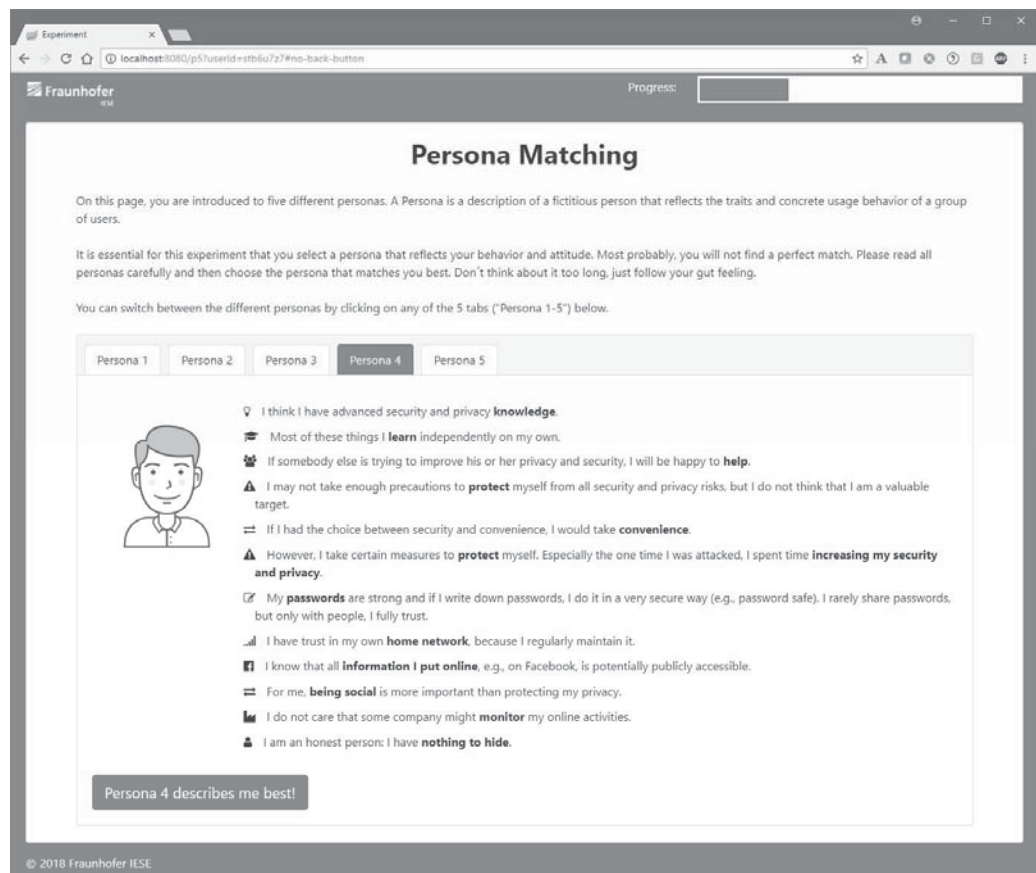 Experiment
localhost:8080/p5?userId=stb6u7z7#no-back-button
Fraunhofer
IESE
Progress:
Persona Matching
On this page, you are introduced to five different personas. A Persona is a description of a fictitious person that reflects the traits and concrete usage behavior of a group
of users.
It is essential for this experiment that you select a persona that reflects your behavior and attitude. Most probably, you will not find a perfect match. Please read all
personas carefully and then choose the persona that matches you best. Don´t think about it too long, just follow your gut feeling.
You can switch between the different personas by clicking on any of the 5 tabs ("Persona 1-5") below.
Persona 1 Persona 2 Persona 3 Persona 4 Persona 5
I think I have advanced security and privacy knowledge.
Most of these things I learn independently on my own.
If somebody else is trying to improve his or her privacy and security, I will be happy to help.
I may not take enough precautions to protect myself from all security and privacy risks, but I do not think that I am a valuable
target.
If I had the choice between security and convenience, I would take convenience.
However, I take certain measures to protect myself. Especially the one time I was attacked, I spent time increasing my security
and privacy.
My passwords are strong and if I write down passwords, I do it in a very secure way (e.g., password safe). I rarely share passwords,
but only with people, I fully trust.
I have trust in my own home network, because I regularly maintain it.
I know that all information I put online, e.g., on Facebook, is potentially publicly accessible.
For me, being social is more important than protecting my privacy.
I do not care that some company might monitor my online activities.
I am an honest person: I have nothing to hide.
Persona 4 describes me best!
© 2018 Fraunhofer IESE